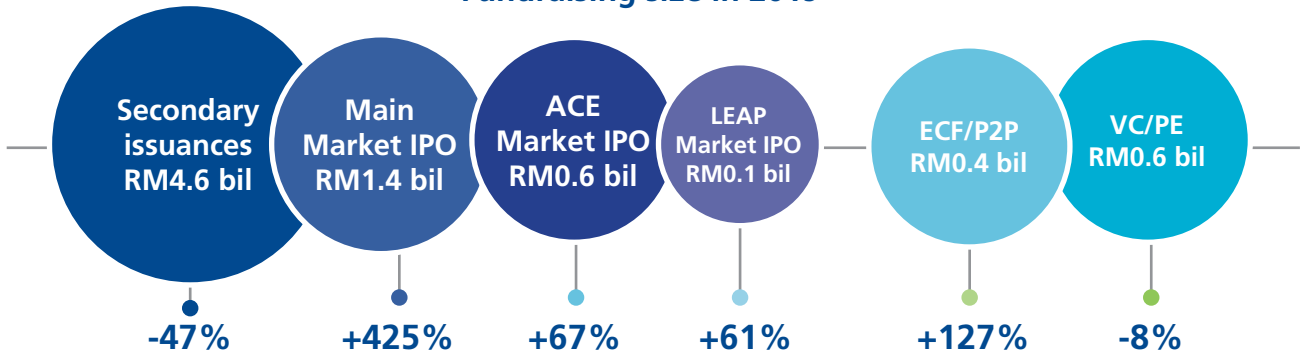 Secondary
issuances
RM4.6 bil
Main
Market IPO
RM1.4 bil
ACE
Market IPO
RM0.6 bil
LEAP
Market IPO
RM0.1 bil
ECF/P2P
RM0.4 bil
VC/PE
RM0.6 bil
-47%
+425%
+67%
+61%
+127%
-8%